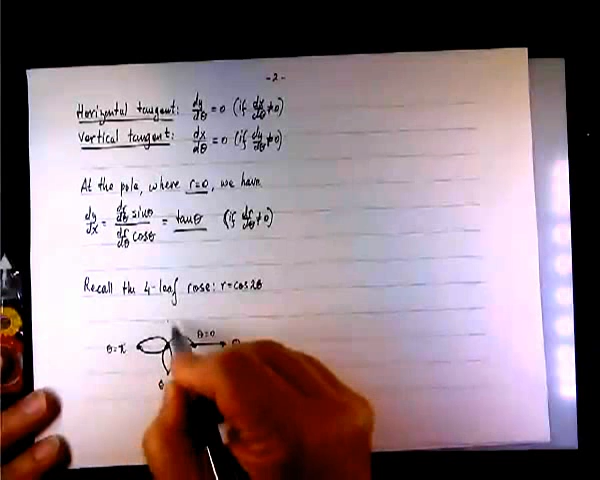 -2-
Horizontal tangent: dy/dθ = 0 (if dx/dθ ≠ 0)
Vertical tangent: dx/dθ = 0 (if dy/dθ ≠ 0)
At the pole, where r=0, we have
dy/dx = (dr/dθ sinθ)/(dr/dθ cosθ) = tanθ (if dr/dθ ≠ 0)
Recall the 4-leaf rose: r=cos2θ
θ=0
θ=π
θ